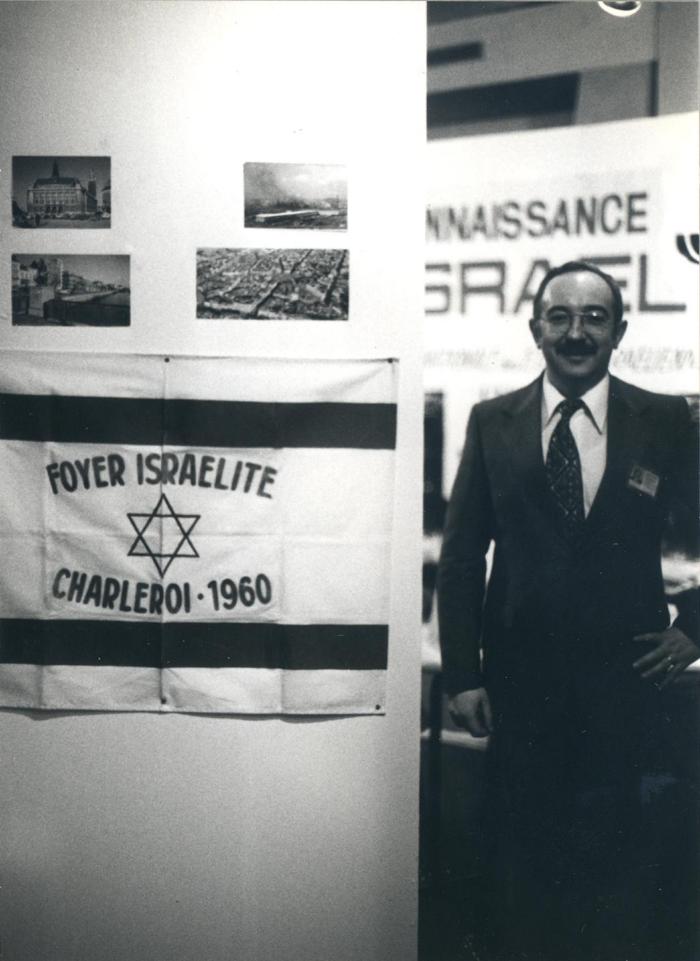 FOYER ISRAELITE
CHARLEROI · 1960
NNAISSANCE
SRAEL